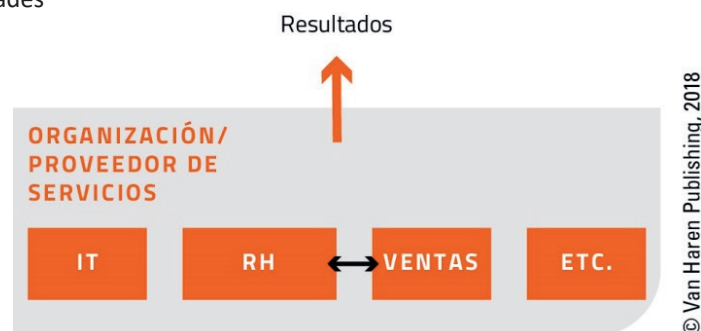 Resultados
ORGANIZACIÓN/
PROVEEDOR DE
SERVICIOS
IT
RH
VENTAS
ETC.
© Van Haren Publishing, 2018